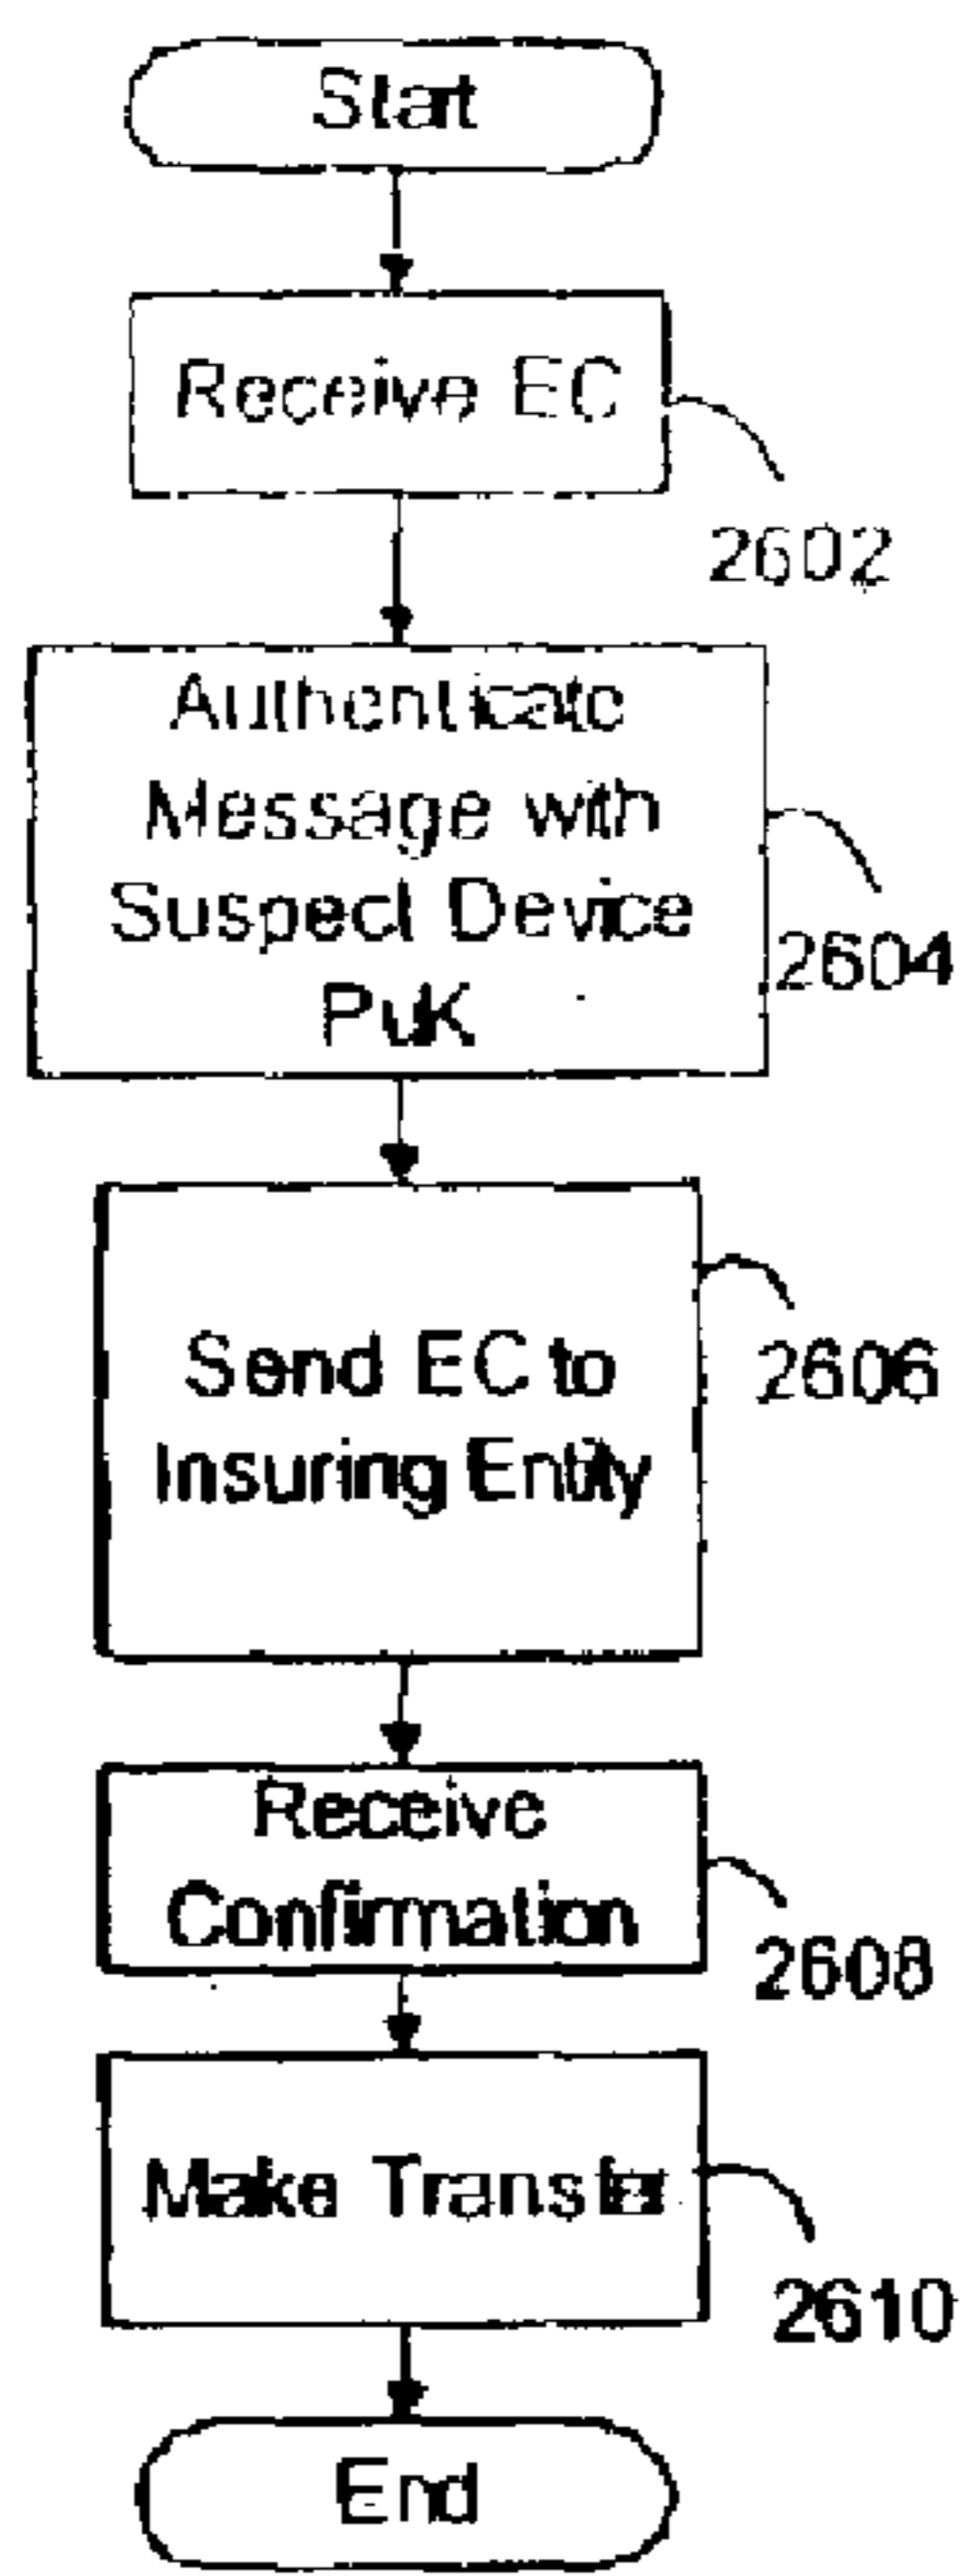 Start
Receive EC
2602
Authenticate
Message with
Suspect Device
PuK
2604
Send EC to
Insuring Entity
2606
Receive
Confirmation
2608
Make Transfer
2610
End